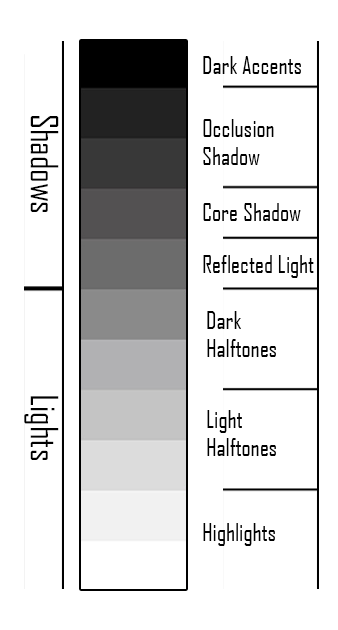 Shadows
Lights
Dark Accents
Occlusion
Shadow
Core Shadow
Reflected Light
Dark
Halftones
Light
Halftones
Highlights